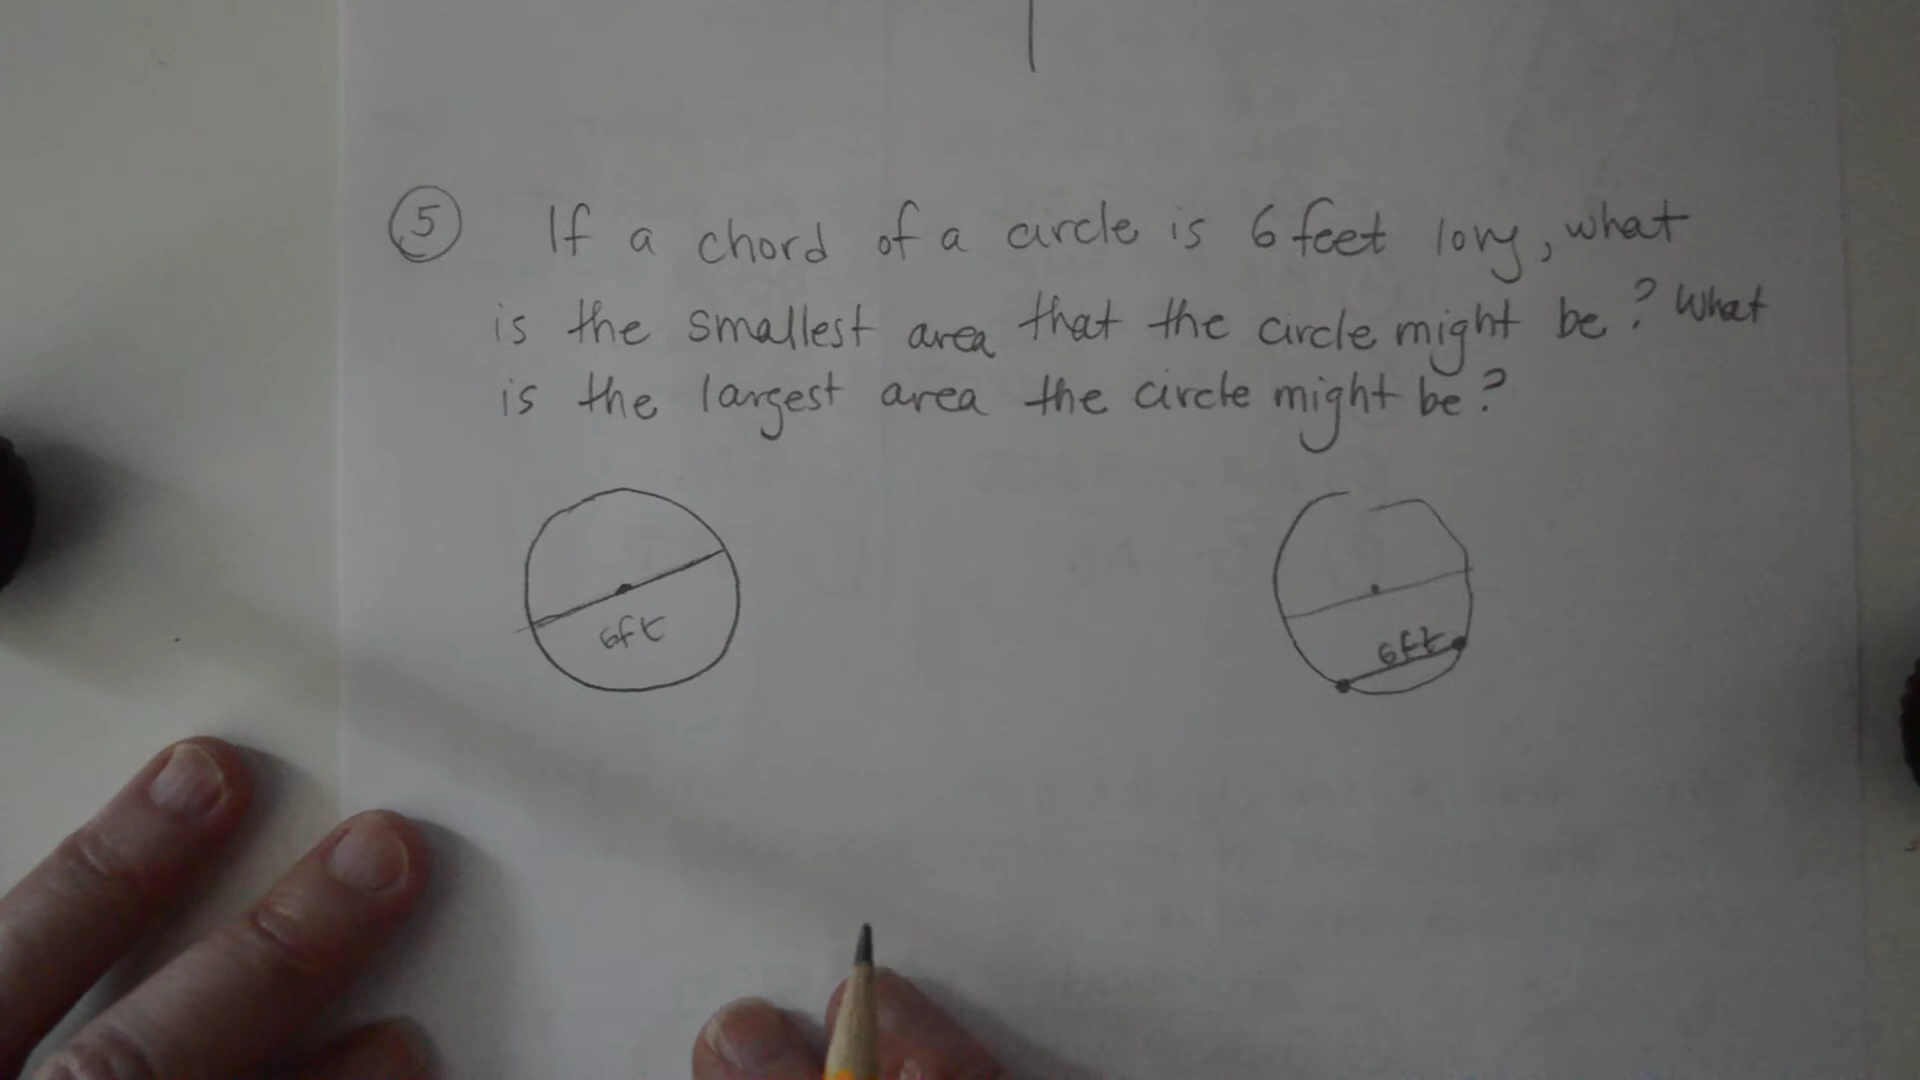 5 If a chord of a circle is 6 feet long, what
is the smallest area that the circle might be? What
is the largest area the circle might be?
6ft
6ft